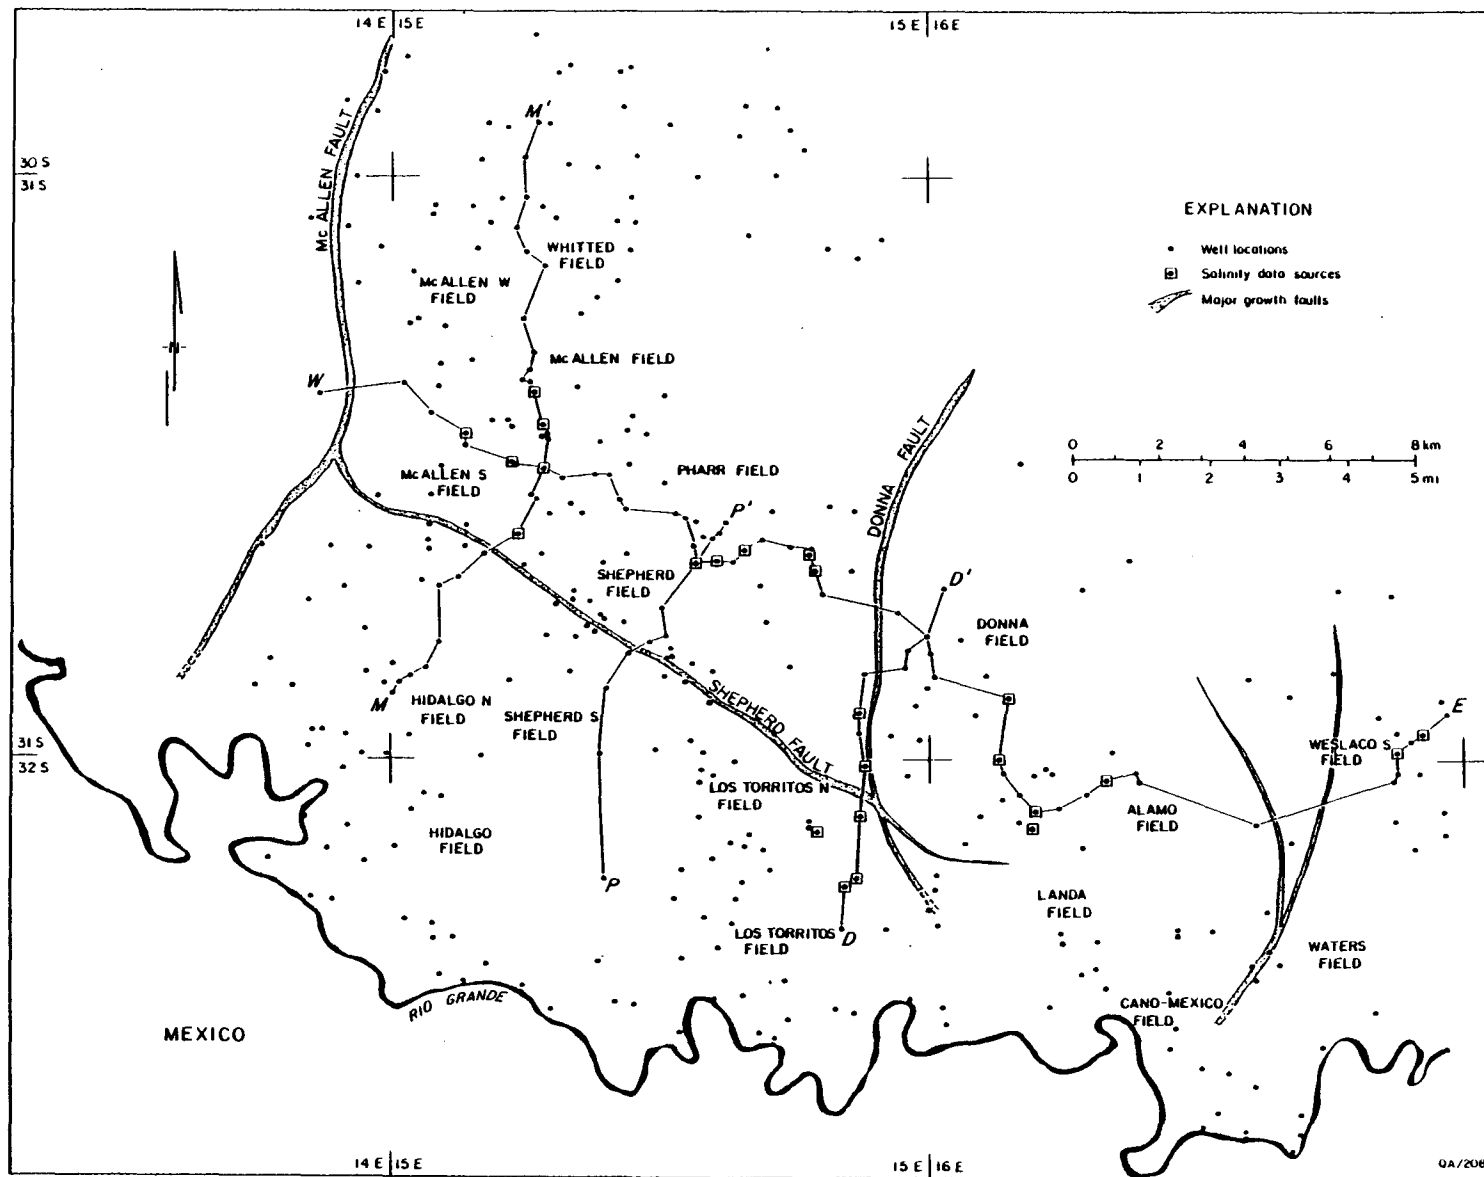 14 E 15 E
15 E 16 E
McALLEN FAULT
M'
30 S
31 S
EXPLANATION
Well locations
Salinity data sources
Major growth faults
WHITTED
FIELD
McALLEN W
FIELD
N
McALLEN FIELD
W
DONNA FAULT
0 2 4 6 8 km
0 1 2 3 4 5 mi
McALLEN S
FIELD
PHARR FIELD
P'
SHEPHERD
FIELD
D'
DONNA
FIELD
M
HIDALGO N
FIELD
SHEPHERD S
FIELD
SHEPHERD FAULT
E
WESLACO S
FIELD
31 S
32 S
LOS TORRITOS N
FIELD
ALAMO
FIELD
HIDALGO
FIELD
P
LANDA
FIELD
LOS TORRITOS
FIELD
D
WATERS
FIELD
RIO GRANDE
CANO-MEXICO
FIELD
MEXICO
14 E 15 E
15 E 16 E
QA/208